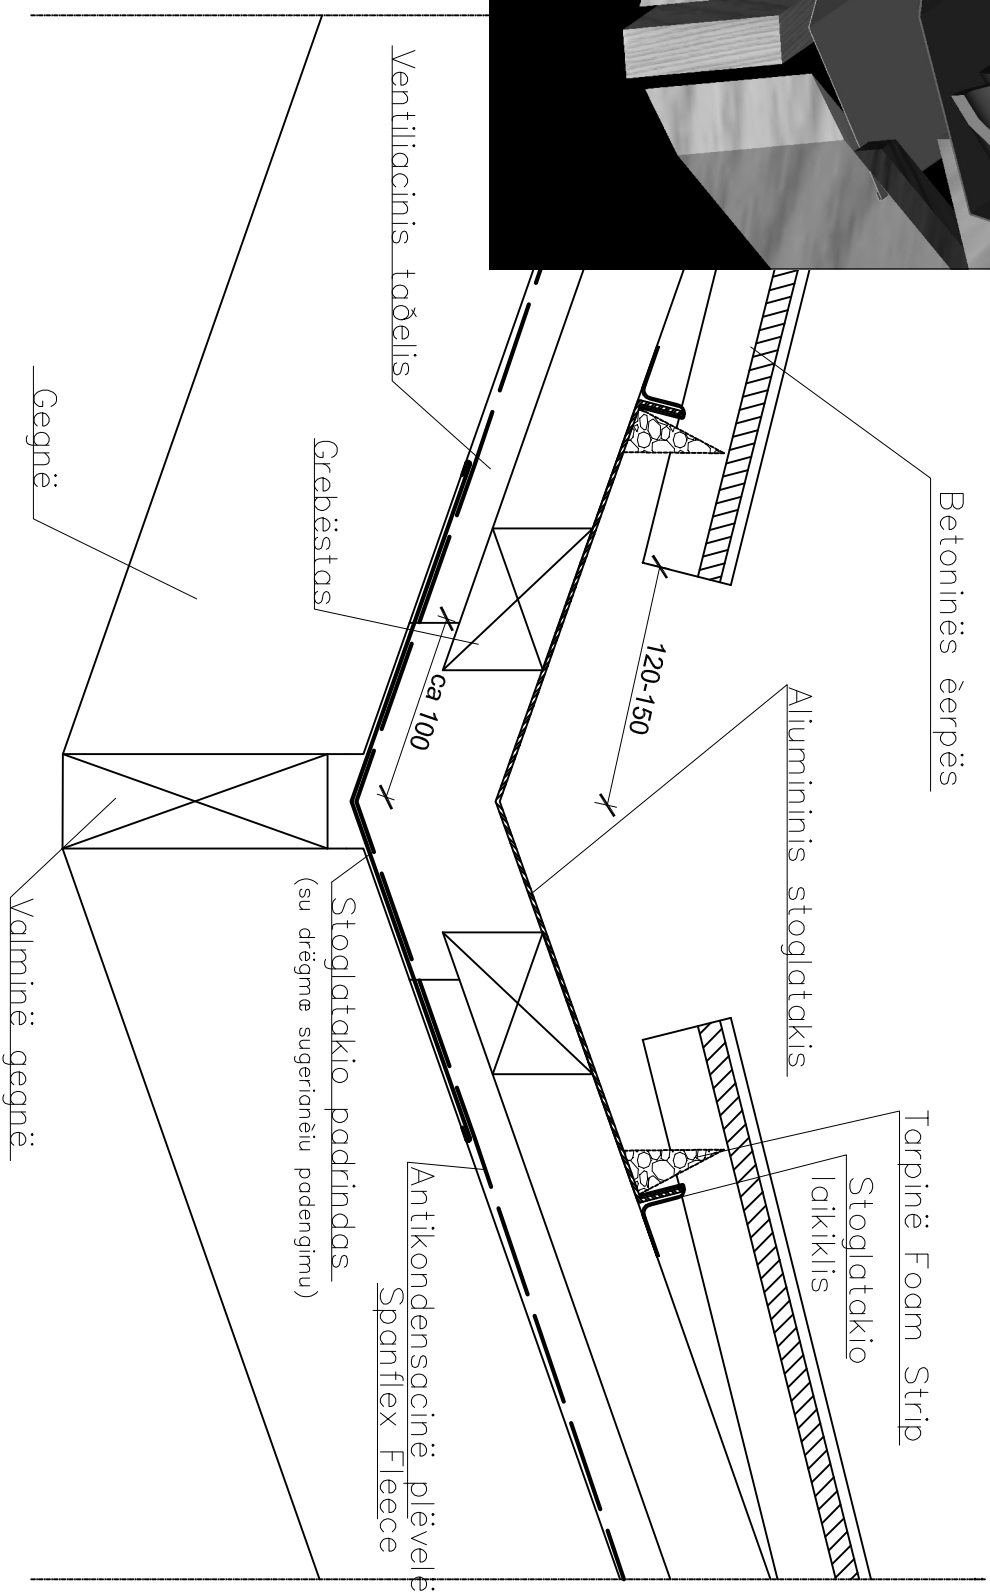 Betoninës èerpës
Aliumininis stoglatakis
Tarpinë Foam Strip
Stoglatakio
laikiklis
120-150
ca 100
Ventiliacinis taðelis
Grebëstas
Gegnë
Stoglatakio padrindas
(su drëgmæ sugerianèiu padengimu)
Antikondensacinë plëvelë
Spanflex Fleece
Valminë gegnë